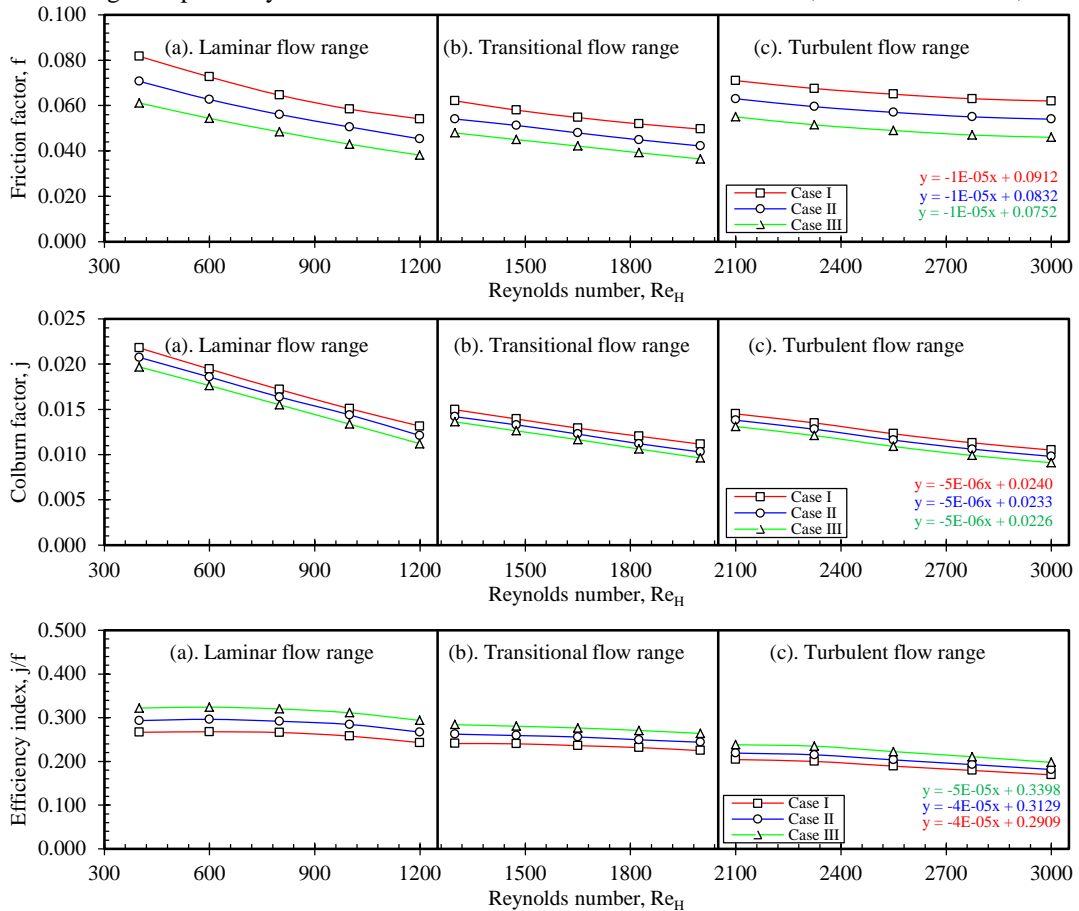 Friction factor, f
0.100
0.080
0.060
0.040
0.020
0.000
(a). Laminar flow range
(b). Transitional flow range
(c). Turbulent flow range
Case I
Case II
Case III
y = -1E-05x + 0.0912
y = -1E-05x + 0.0832
y = -1E-05x + 0.0752
300 600 900 1200 1500 1800 2100 2400 2700 3000
Reynolds number, ReH
Colburn factor, j
0.025
0.020
0.015
0.010
0.005
0.000
(a). Laminar flow range
(b). Transitional flow range
(c). Turbulent flow range
Case I
Case II
Case III
y = -5E-06x + 0.0240
y = -5E-06x + 0.0233
y = -5E-06x + 0.0226
300 600 900 1200 1500 1800 2100 2400 2700 3000
Reynolds number, ReH
Efficiency index, j/f
0.500
0.400
0.300
0.200
0.100
0.000
(a). Laminar flow range
(b). Transitional flow range
(c). Turbulent flow range
Case I
Case II
Case III
y = -5E-05x + 0.3398
y = -4E-05x + 0.3129
y = -4E-05x + 0.2909
300 600 900 1200 1500 1800 2100 2400 2700 3000
Reynolds number, ReH